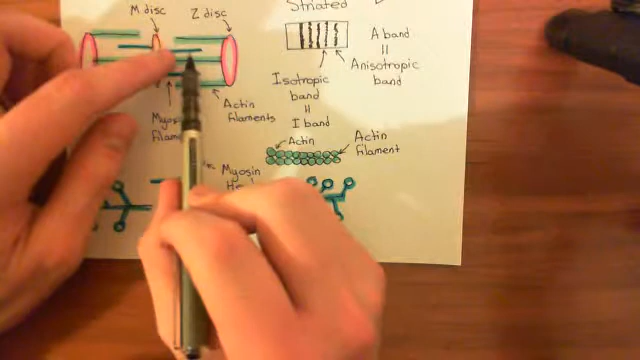 M disc
Z disc
Striated
A band
=
Anisotropic
band
Isotropic
band
=
I band
Actin
filaments
Actin
Actin
filament
Myosin